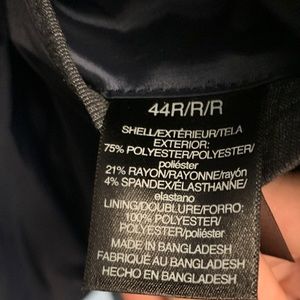 44R/R/R
SHELL/EXTÉRIEUR/TELA
EXTERIOR:
75% POLYESTER/POLYESTER/
poliéster
21% RAYON/RAYONNE/rayón
4% SPANDEX/ÉLASTHANNE/
elastano
LINING/DOUBLURE/FORRO:
100% POLYESTER/
POLYESTER/poliéster
MADE IN BANGLADESH
FABRIQUÉ AU BANGLADESH
HECHO EN BANGLADESH